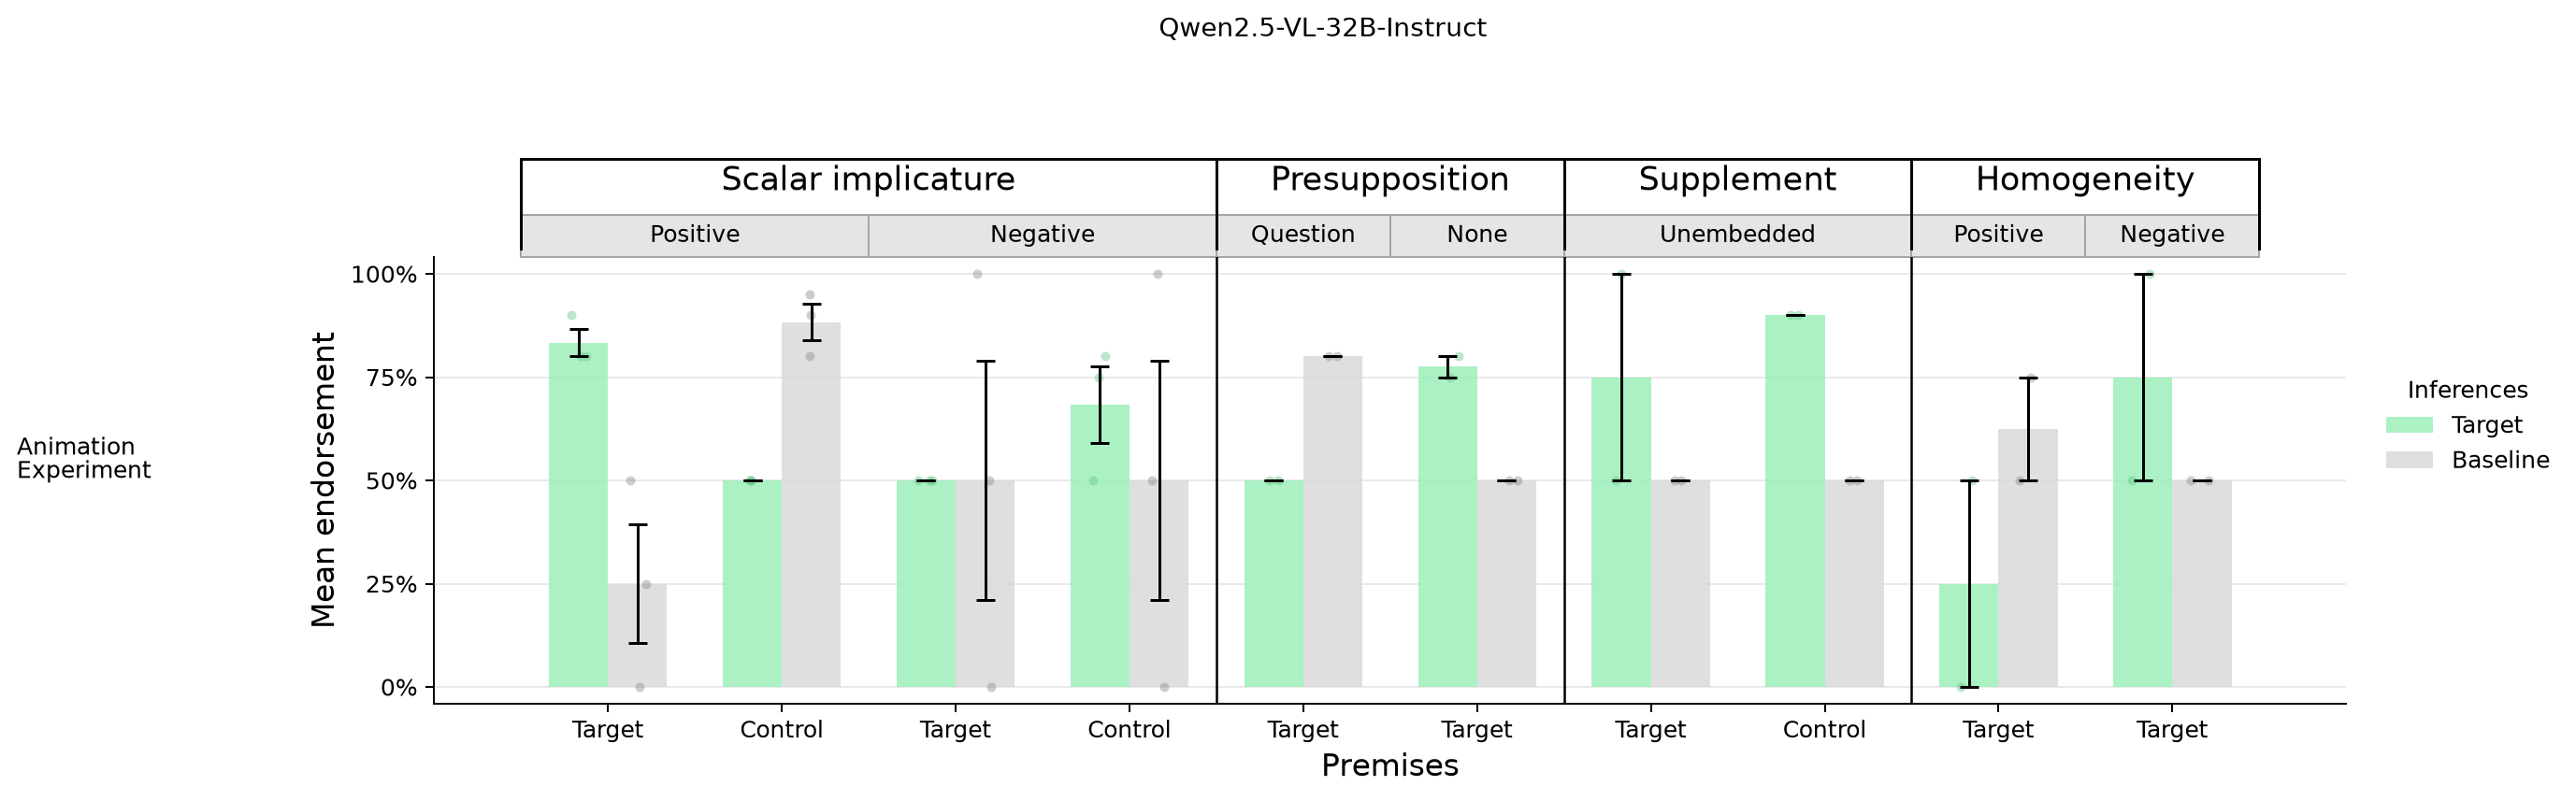 Qwen2.5-VL-32B-Instruct
Scalar implicature Presupposition Supplement Homogeneity
Positive Negative Question None Unembedded Positive Negative
100%
75%
50%
25%
0%
Mean endorsement
Animation
Experiment
Target Control Target Control Target Target Target Control Target Target
Premises
Inferences
Target
Baseline